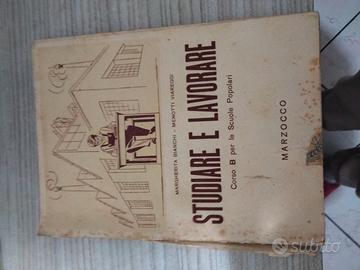 MARGHERITA BIANCHI - MENOTTI VIAREGGI
STUDIARE E LAVORARE
Corso B per le Scuole Popolari
MARZOCCO
subito